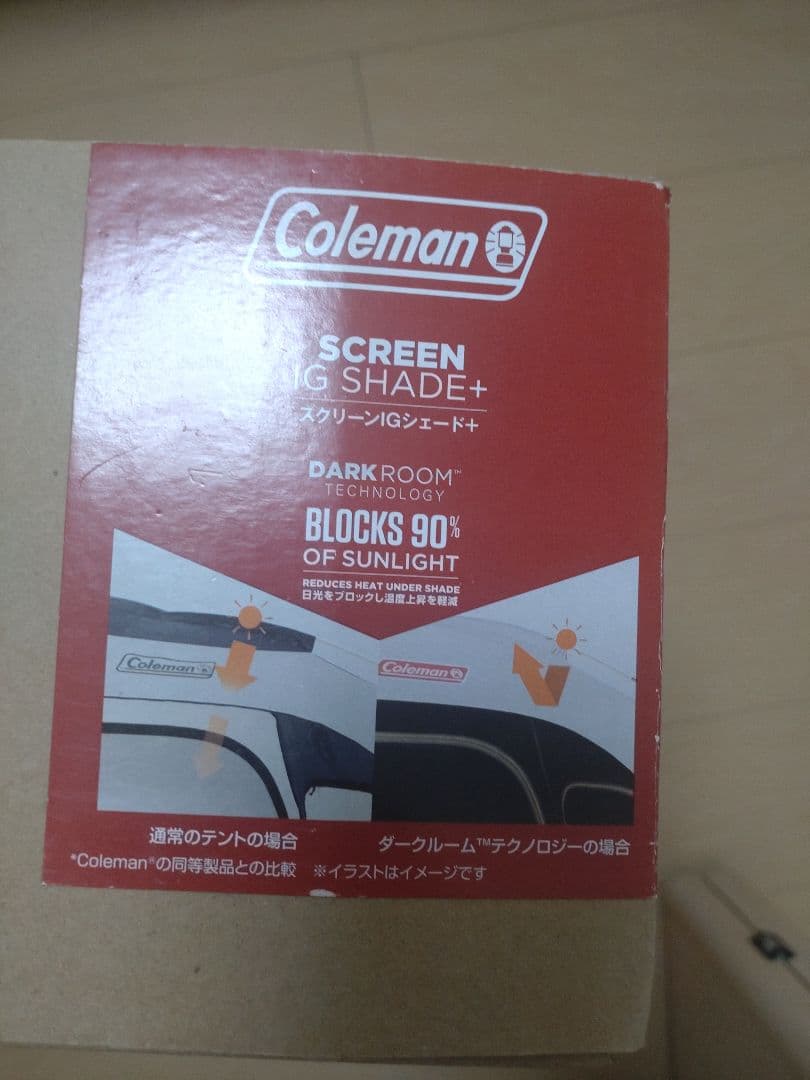 Coleman
SCREEN
IG SHADE+
スクリーンIGシェード+
DARKROOM™
TECHNOLOGY
BLOCKS 90%
OF SUNLIGHT
REDUCES HEAT UNDER SHADE
日光をブロックし温度上昇を軽減
Coleman
Coleman
通常のテントの場合
ダークルーム™テクノロジーの場合
*Coleman®の同等製品との比較 ※イラストはイメージです